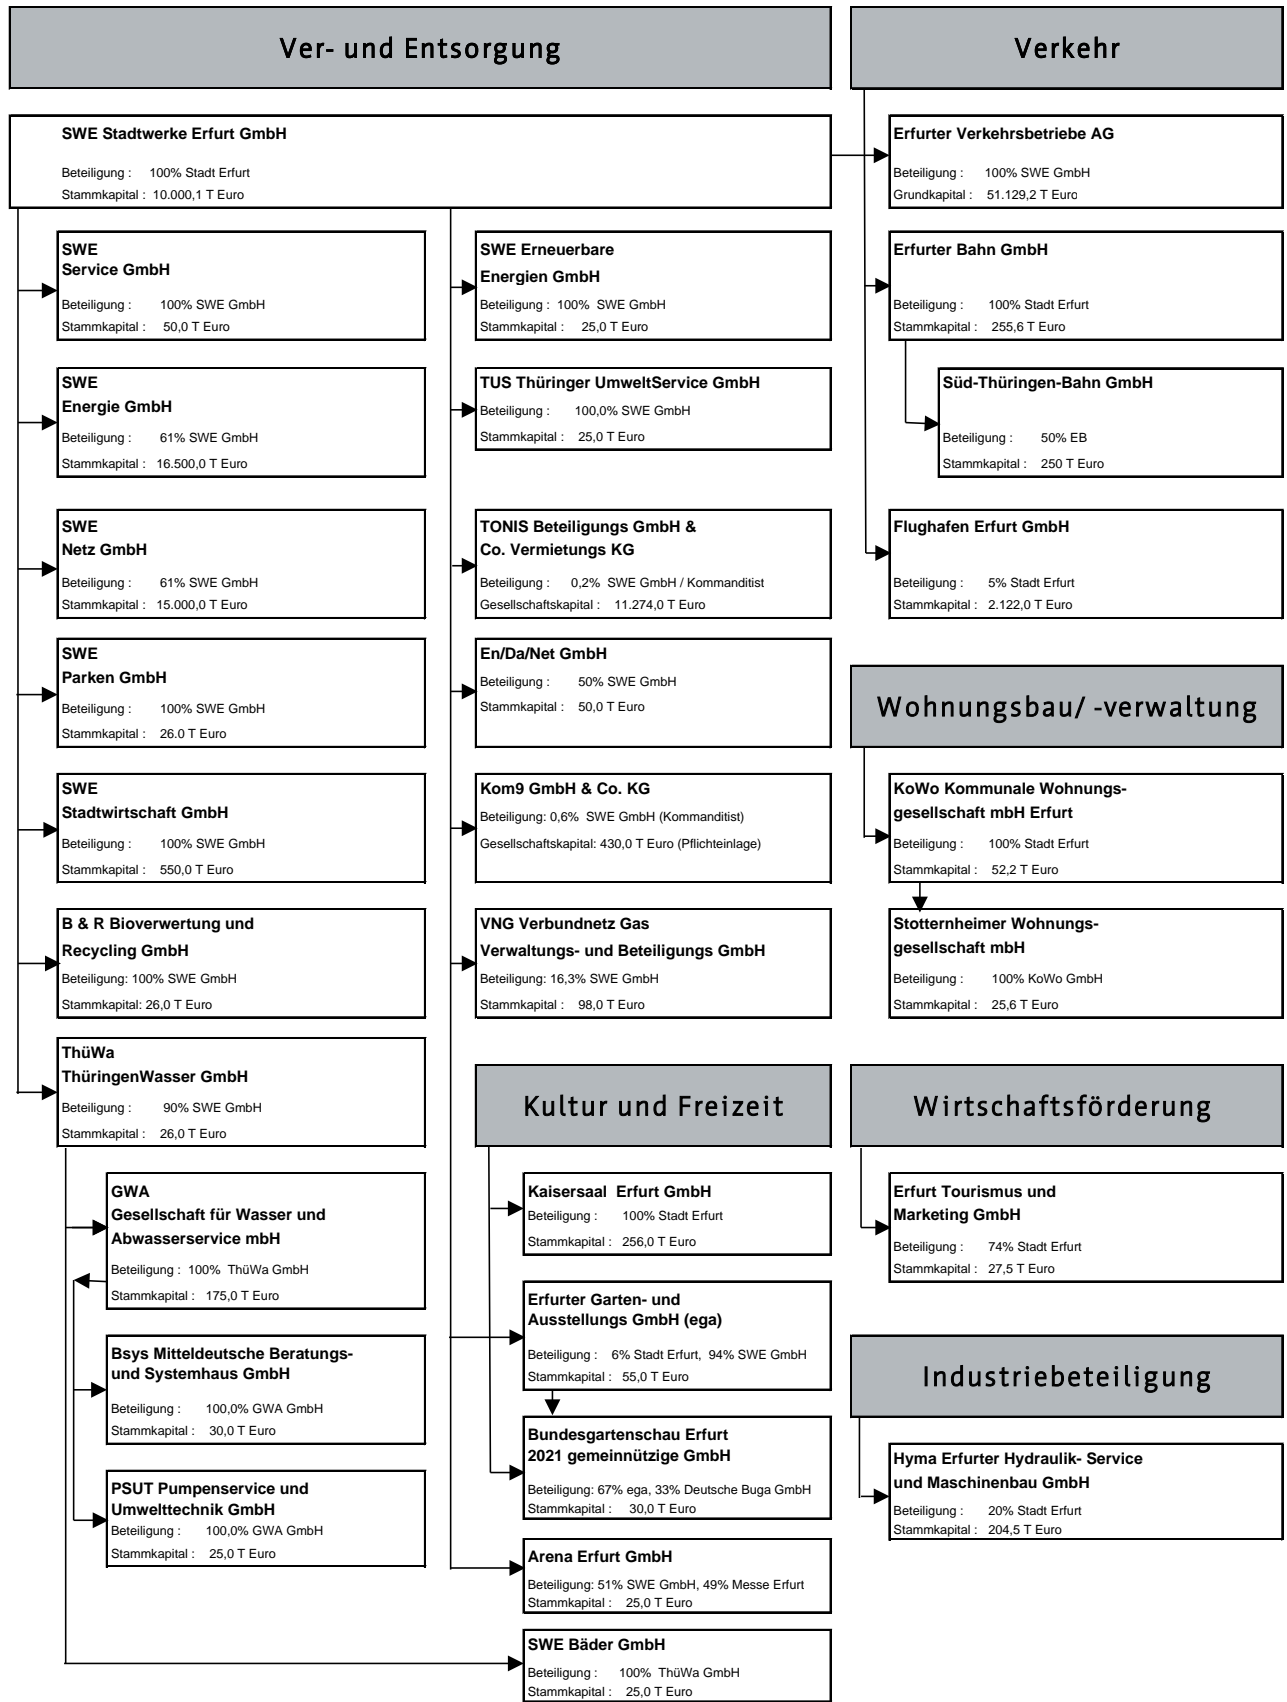 Ver- und Entsorgung
SWE Stadtwerke Erfurt GmbH
Beteiligung : 100% Stadt Erfurt
Stammkapital : 10.000,1 T Euro
SWE
Service GmbH
Beteiligung : 100% SWE GmbH
Stammkapital : 50,0 T Euro
SWE
Energie GmbH
Beteiligung : 61% SWE GmbH
Stammkapital : 16.500,0 T Euro
SWE
Netz GmbH
Beteiligung : 61% SWE GmbH
Stammkapital : 15.000,0 T Euro
SWE
Parken GmbH
Beteiligung : 100% SWE GmbH
Stammkapital : 26.0 T Euro
SWE
Stadtwirtschaft GmbH
Beteiligung : 100% SWE GmbH
Stammkapital : 550,0 T Euro
B & R Bioverwertung und
Recycling GmbH
Beteiligung: 100% SWE GmbH
Stammkapital: 26,0 T Euro
ThüWa
ThüringenWasser GmbH
Beteiligung : 90% SWE GmbH
Stammkapital : 26,0 T Euro
GWA
Gesellschaft für Wasser und
Abwasserservice mbH
Beteiligung : 100% ThüWa GmbH
Stammkapital : 175,0 T Euro
Bsys Mitteldeutsche Beratungs-
und Systemhaus GmbH
Beteiligung : 100,0% GWA GmbH
Stammkapital : 30,0 T Euro
PSUT Pumpenservice und
Umwelttechnik GmbH
Beteiligung : 100,0% GWA GmbH
Stammkapital : 25,0 T Euro
SWE Erneuerbare
Energien GmbH
Beteiligung : 100% SWE GmbH
Stammkapital : 25,0 T Euro
TUS Thüringer UmweltService GmbH
Beteiligung : 100,0% SWE GmbH
Stammkapital : 25,0 T Euro
TONIS Beteiligungs GmbH &
Co. Vermietungs KG
Beteiligung : 0,2% SWE GmbH / Kommanditist
Gesellschaftskapital : 11.274,0 T Euro
En/Da/Net GmbH
Beteiligung : 50% SWE GmbH
Stammkapital : 50,0 T Euro
Kom9 GmbH & Co. KG
Beteiligung: 0,6% SWE GmbH (Kommanditist)
Gesellschaftskapital: 430,0 T Euro (Pflichteinlage)
VNG Verbundnetz Gas
Verwaltungs- und Beteiligungs GmbH
Beteiligung: 16,3% SWE GmbH
Stammkapital : 98,0 T Euro
Kultur und Freizeit
Kaisersaal Erfurt GmbH
Beteiligung : 100% Stadt Erfurt
Stammkapital : 256,0 T Euro
Erfurter Garten- und
Ausstellungs GmbH (ega)
Beteiligung : 6% Stadt Erfurt, 94% SWE GmbH
Stammkapital : 55,0 T Euro
Bundesgartenschau Erfurt
2021 gemeinnützige GmbH
Beteiligung: 67% ega, 33% Deutsche Buga GmbH
Stammkapital : 30,0 T Euro
Arena Erfurt GmbH
Beteiligung: 51% SWE GmbH, 49% Messe Erfurt
Stammkapital : 25,0 T Euro
SWE Bäder GmbH
Beteiligung : 100% ThüWa GmbH
Stammkapital : 25,0 T Euro
Verkehr
Erfurter Verkehrsbetriebe AG
Beteiligung : 100% SWE GmbH
Grundkapital : 51.129,2 T Euro
Erfurter Bahn GmbH
Beteiligung : 100% Stadt Erfurt
Stammkapital : 255,6 T Euro
Süd-Thüringen-Bahn GmbH
Beteiligung : 50% EB
Stammkapital : 250 T Euro
Flughafen Erfurt GmbH
Beteiligung : 5% Stadt Erfurt
Stammkapital : 2.122,0 T Euro
Wohnungsbau/ -verwaltung
KoWo Kommunale Wohnungs-
gesellschaft mbH Erfurt
Beteiligung : 100% Stadt Erfurt
Stammkapital : 52,2 T Euro
Stotternheimer Wohnungs-
gesellschaft mbH
Beteiligung : 100% KoWo GmbH
Stammkapital : 25,6 T Euro
Wirtschaftsförderung
Erfurt Tourismus und
Marketing GmbH
Beteiligung : 74% Stadt Erfurt
Stammkapital : 27,5 T Euro
Industriebeteiligung
Hyma Erfurter Hydraulik- Service
und Maschinenbau GmbH
Beteiligung : 20% Stadt Erfurt
Stammkapital : 204,5 T Euro